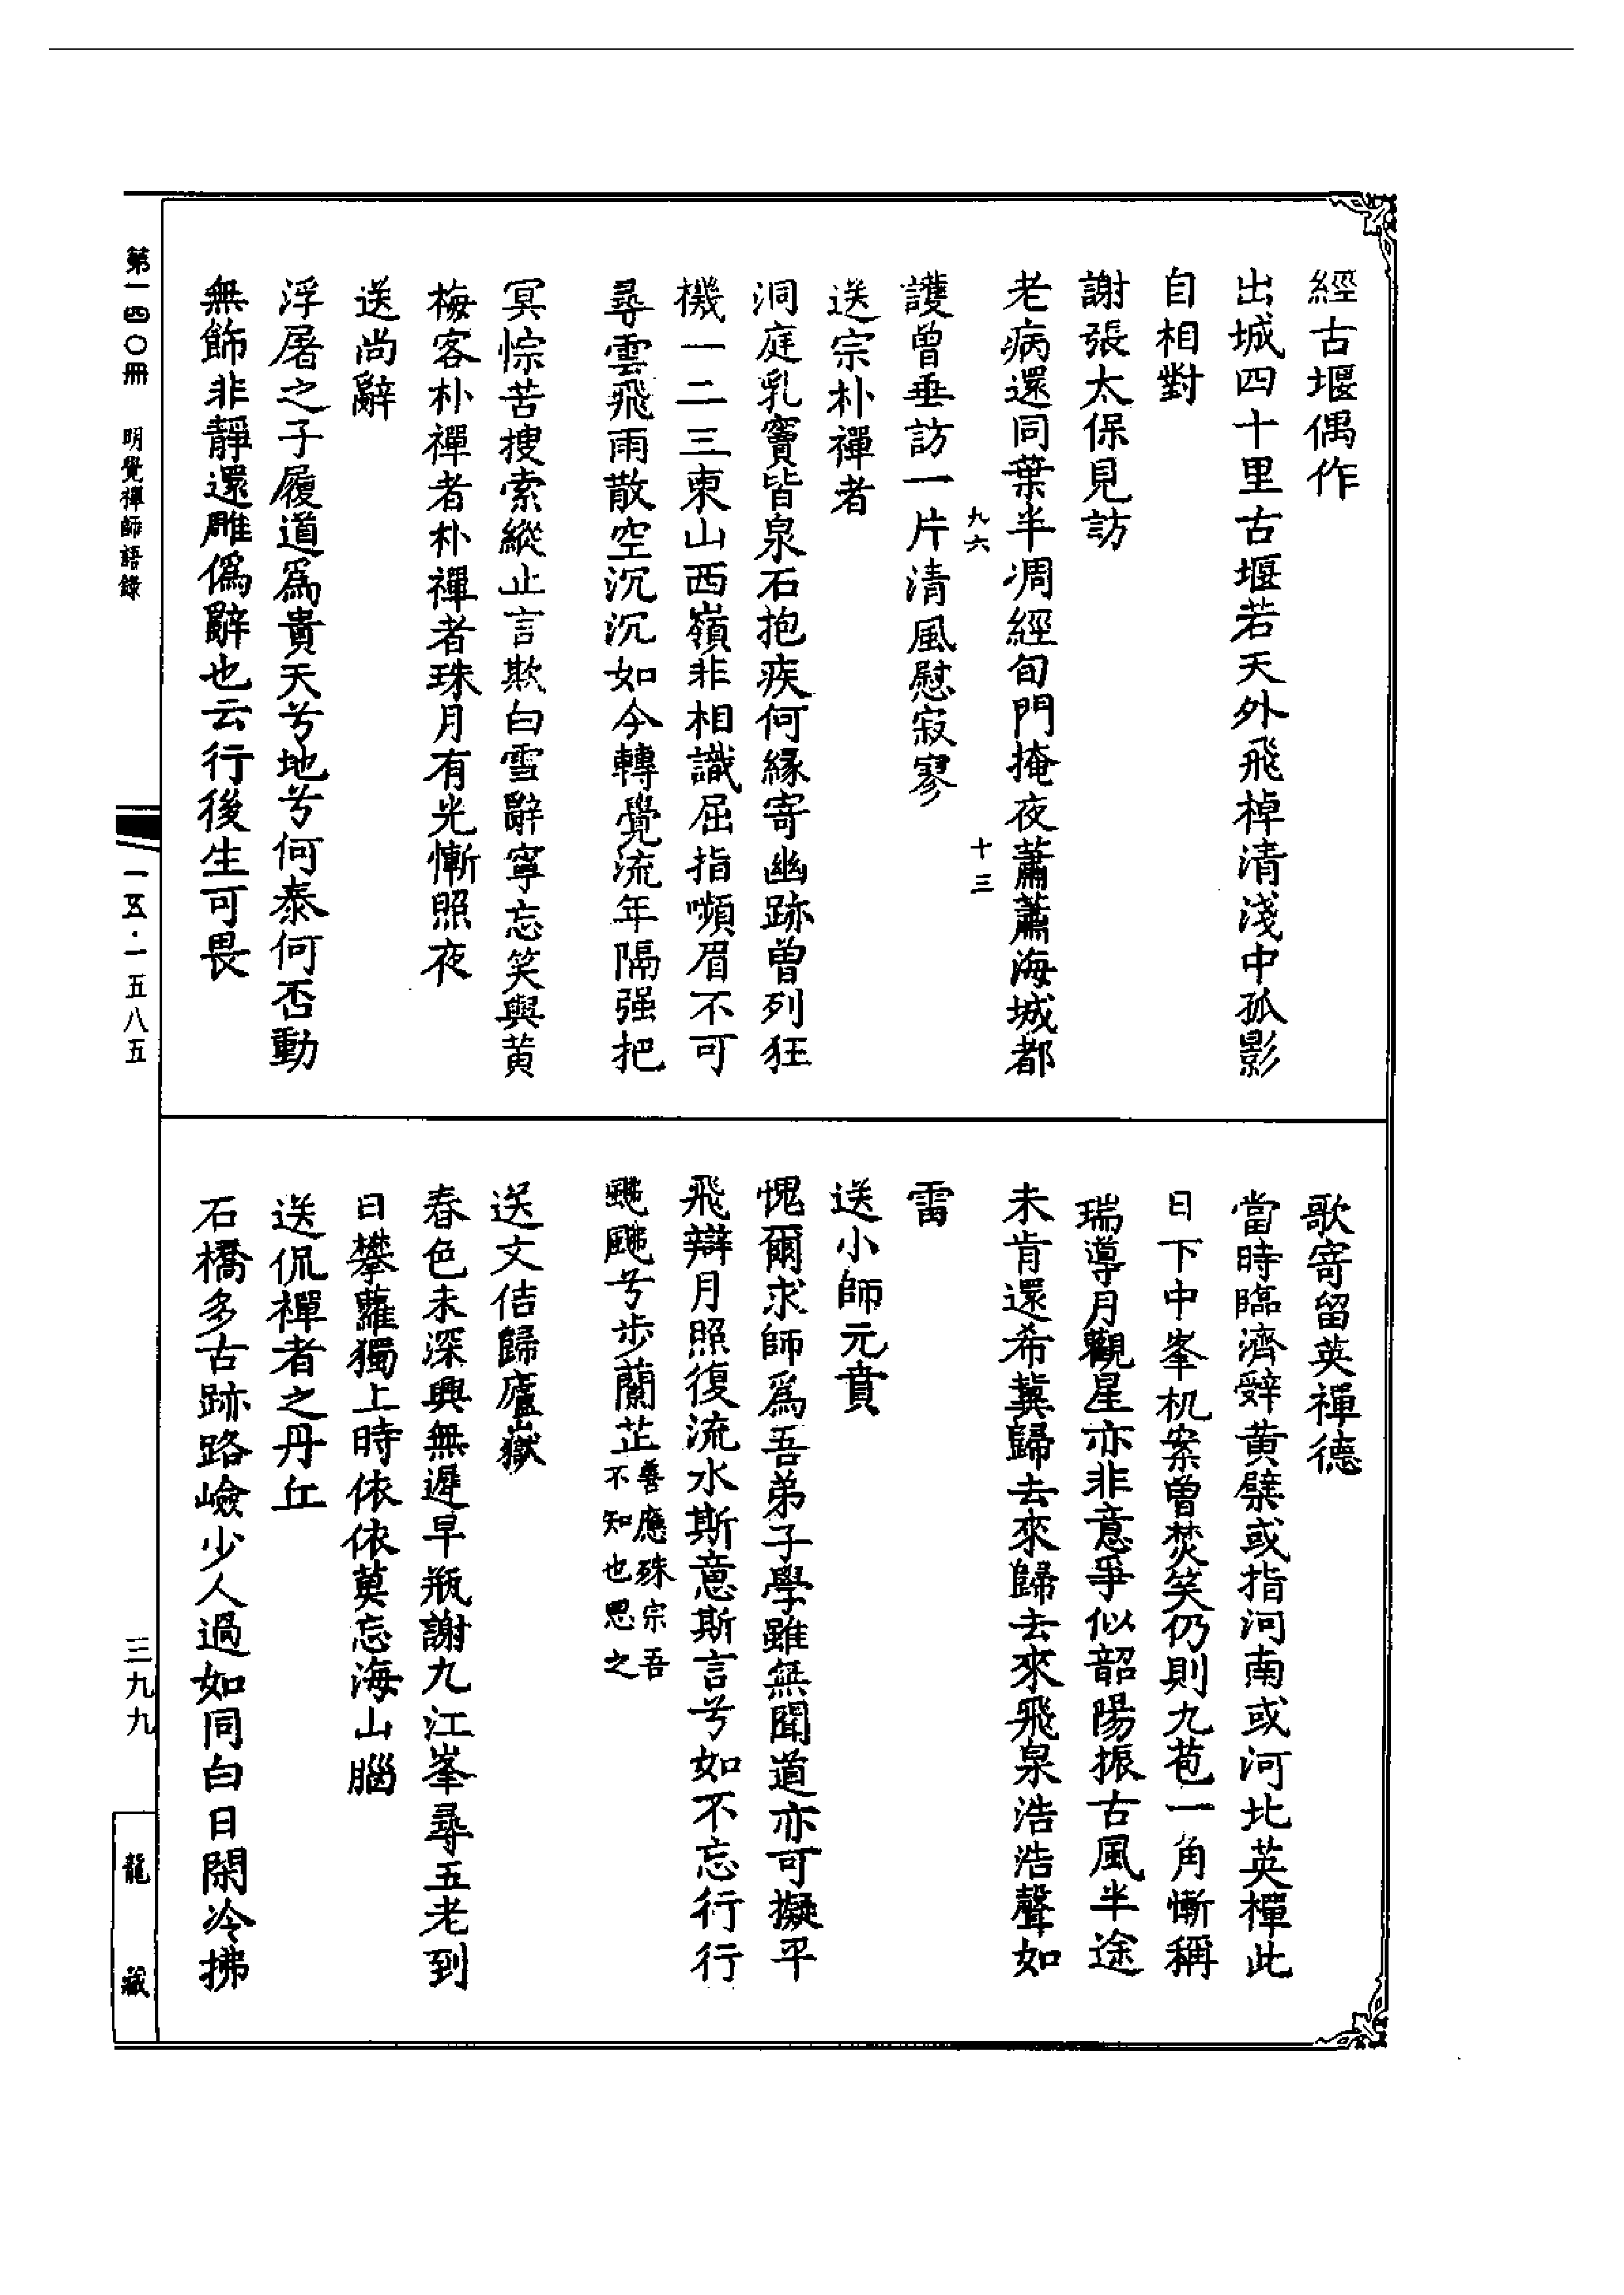 經古堰偶作
出城四十里古堰若天外飛棹清淺中孤影
自相對
謝張太保見訪
老病還同葉半凋經旬門掩夜蕭蕭海城都
九六
十三
護曾垂訪一片清風慰寂寥
送宗朴禪者
洞庭乳竇皆泉石抱疾何緣寄幽跡曾列狂
機一二三東山西嶺非相識屈指嚬眉不可
尋雲飛雨散空沉沉如今轉覺流年隔强把
冥悰苦搜索縱止言欺白雪辭寧忘笑與黃
梅客朴禪者朴禪者珠月有光慚照夜
送尚辭
浮屠之子履道爲貴天兮地兮何泰何否動
無飾非靜還雕僞辭也云行後生可畏
歌寄留英禪德
當時臨濟辭黃檗或指河南或河北英禪此
日下中峯机案曾焚笑仍則九苞一角慚稱
瑞導月觀星亦非意爭似韶陽振古風半途
未肯還希冀歸去來歸去來飛泉浩浩聲如
雷
送小師元賁
愧爾求師爲吾弟子學雖無聞道亦可擬平
飛辯月照復流水斯意斯言兮如不忘行行
颩颩兮步蘭芷善應殊宗吾
不知也思之
送文佶歸廬嶽
春色未深興無遲早瓶謝九江峯尋五老到
日攀蘿獨上時依依莫忘海山腦
送侃禪者之丹丘
石橋多古跡路嶮少人過如同白日閑冷拂
第一四〇冊
明覺禪師語錄
一五·一五八五
三九九
龍藏